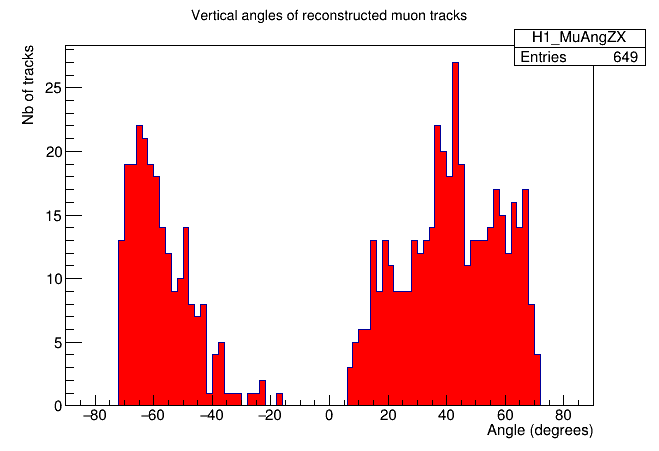 Vertical angles of reconstructed muon tracks
H1_MuAngZX
Entries 649
Nb of tracks
25
20
15
10
5
0
−80 −60 −40 −20 0 20 40 60 80
Angle (degrees)